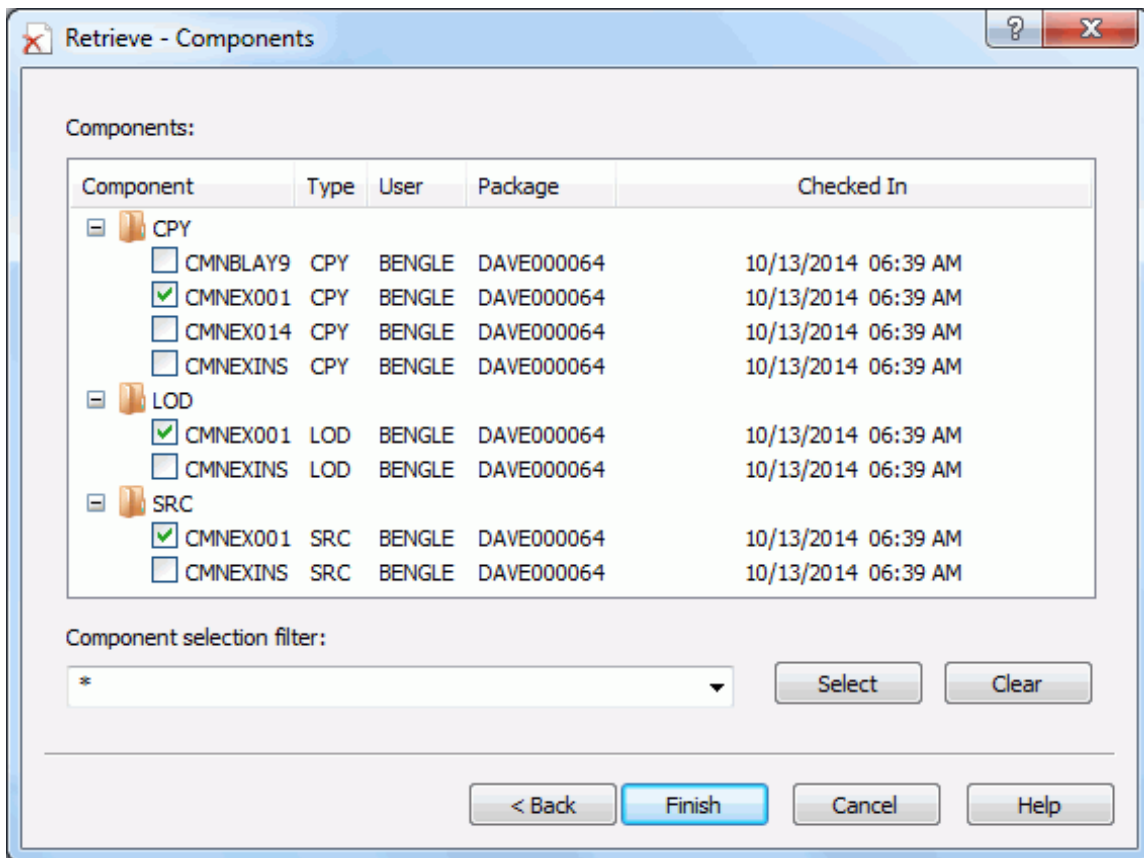 Retrieve - Components
?
X
Components:
Component Type User Package Checked In
CPY
CMNBLAY9 CPY BENGLE DAVE000064 10/13/2014 06:39 AM
CMNEX001 CPY BENGLE DAVE000064 10/13/2014 06:39 AM
CMNEX014 CPY BENGLE DAVE000064 10/13/2014 06:39 AM
CMNEXINS CPY BENGLE DAVE000064 10/13/2014 06:39 AM
LOD
CMNEX001 LOD BENGLE DAVE000064 10/13/2014 06:39 AM
CMNEXINS LOD BENGLE DAVE000064 10/13/2014 06:39 AM
SRC
CMNEX001 SRC BENGLE DAVE000064 10/13/2014 06:39 AM
CMNEXINS SRC BENGLE DAVE000064 10/13/2014 06:39 AM
Component selection filter:
* Select Clear
< Back Finish Cancel Help